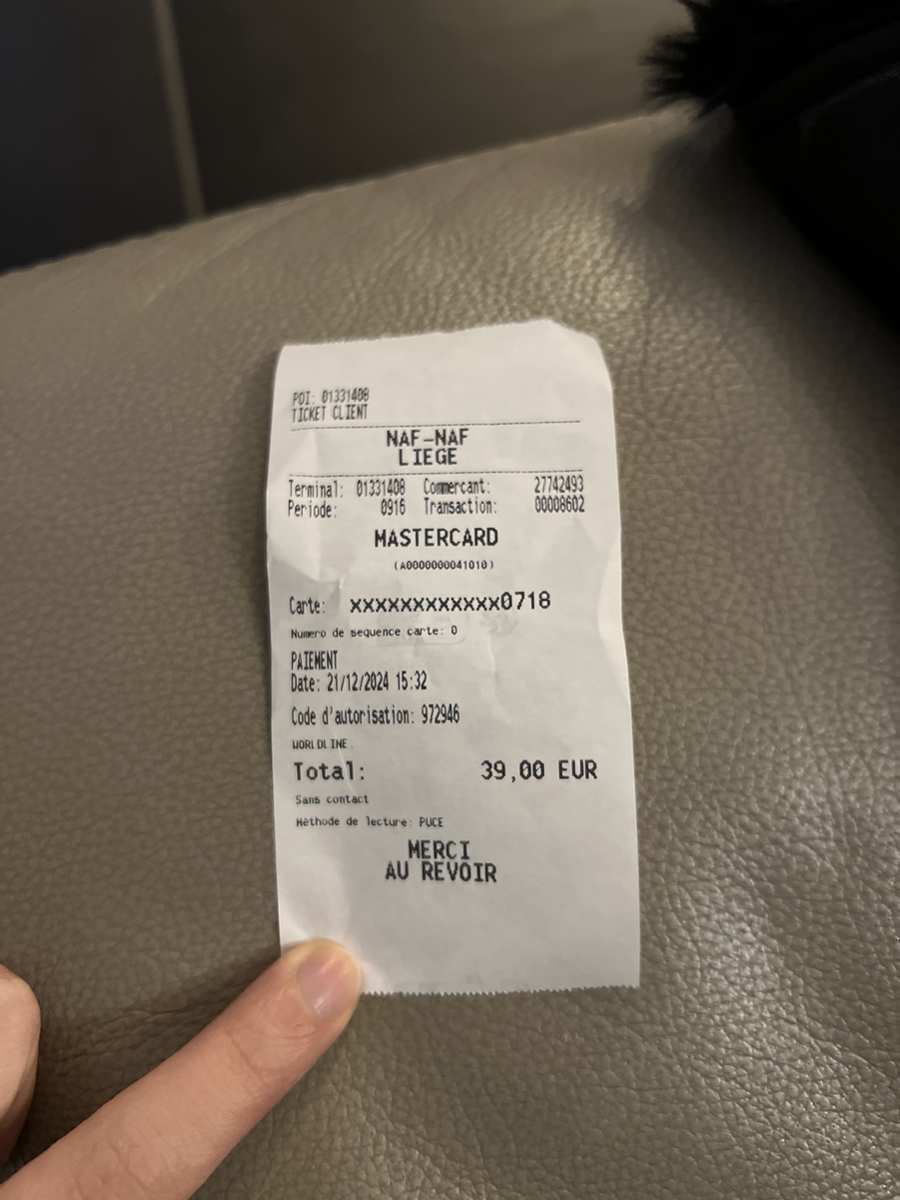 POI: 01331408
TICKET CLIENT
NAF-NAF
LIEGE
Terminal: 01331408 Commercant: 27742493
Periode: 0916 Transaction: 00008602
MASTERCARD
(A0000000041010)
Carte: xxxxxxxxxxxx0718
Numero de sequence carte: 0
PAIEMENT
Date: 21/12/2024 15:32
Code d'autorisation: 972946
WORLDLINE
Total: 39,00 EUR
Sans contact
Méthode de lecture: PUCE
MERCI
AU REVOIR